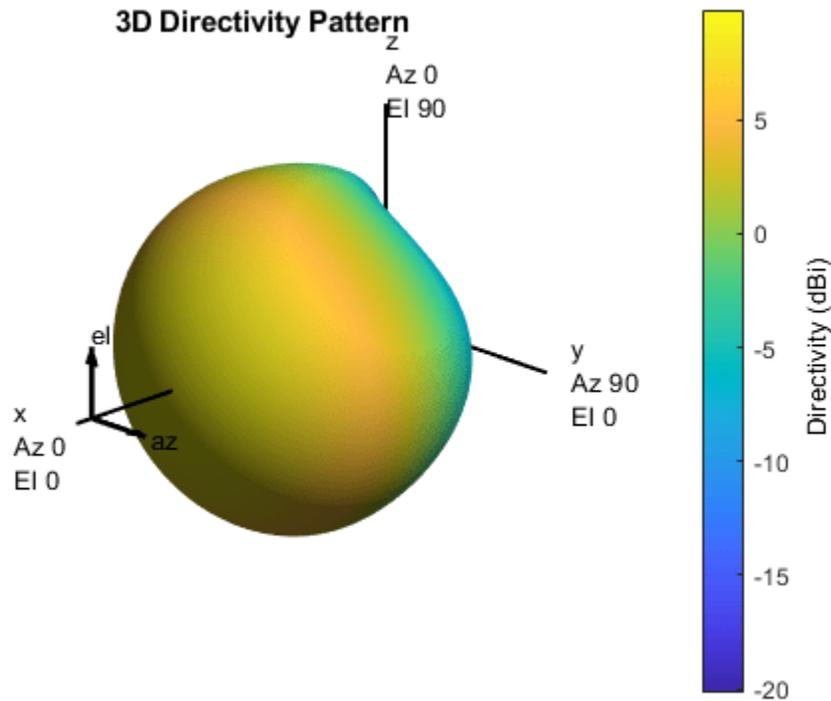 3D Directivity Pattern
z
Az 0
El 90
el
az
x
Az 0
El 0
y
Az 90
El 0
5
0
-5
-10
-15
-20
Directivity (dBi)